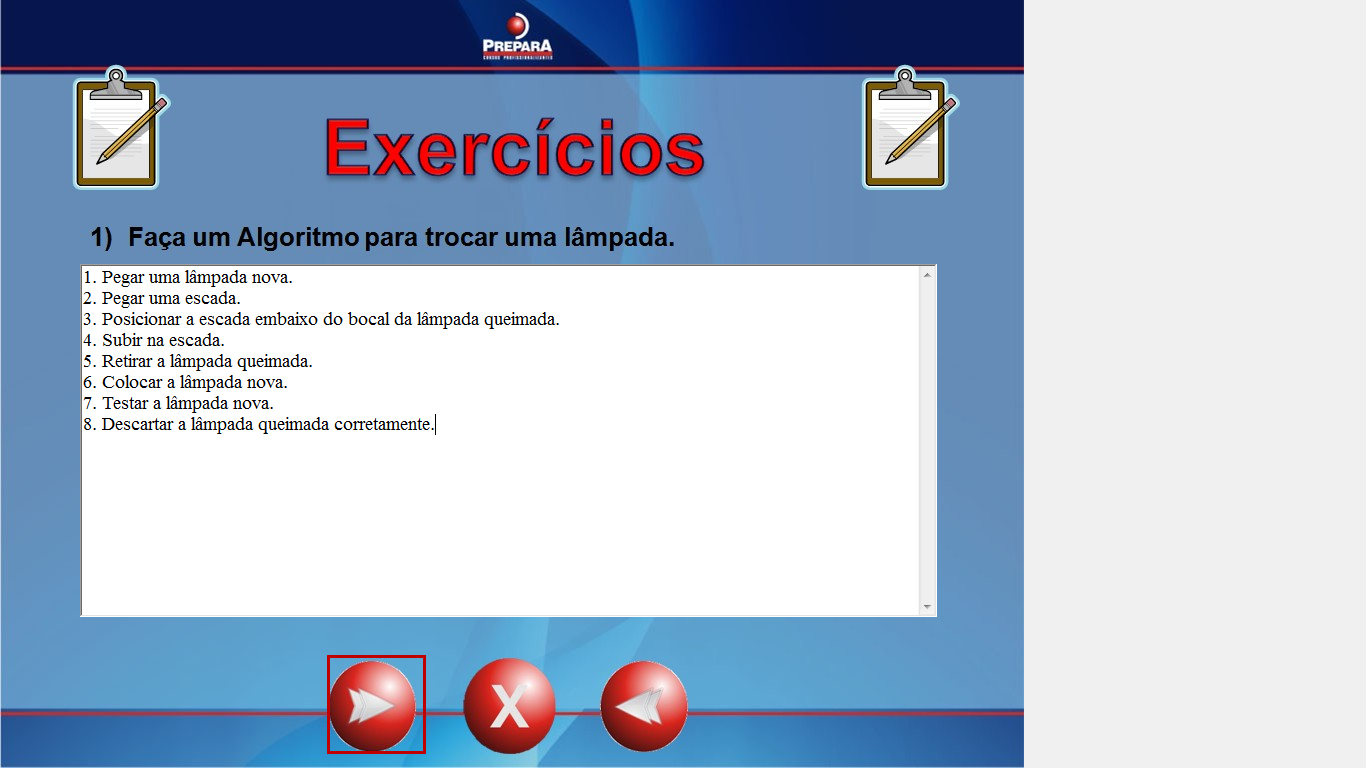 PREPARA
CURSOS PROFISSIONALIZANTES
Exercícios
1) Faça um Algoritmo para trocar uma lâmpada.
1. Pegar uma lâmpada nova.
2. Pegar uma escada.
3. Posicionar a escada embaixo do bocal da lâmpada queimada.
4. Subir na escada.
5. Retirar a lâmpada queimada.
6. Colocar a lâmpada nova.
7. Testar a lâmpada nova.
8. Descartar a lâmpada queimada corretamente.
X